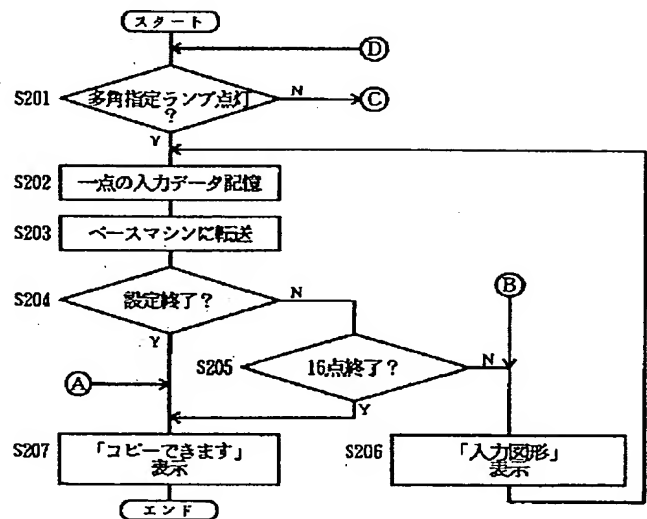 スタート
D
S201
多角指定ランプ点灯
?
N
C
Y
S202
一点の入力データ記憶
S203
ベースマシンに転送
S204
設定終了?
N
B
Y
S205
16点終了?
N
A
Y
S207
「コピーできます」
表示
S206
「入力図形」
表示
エンド